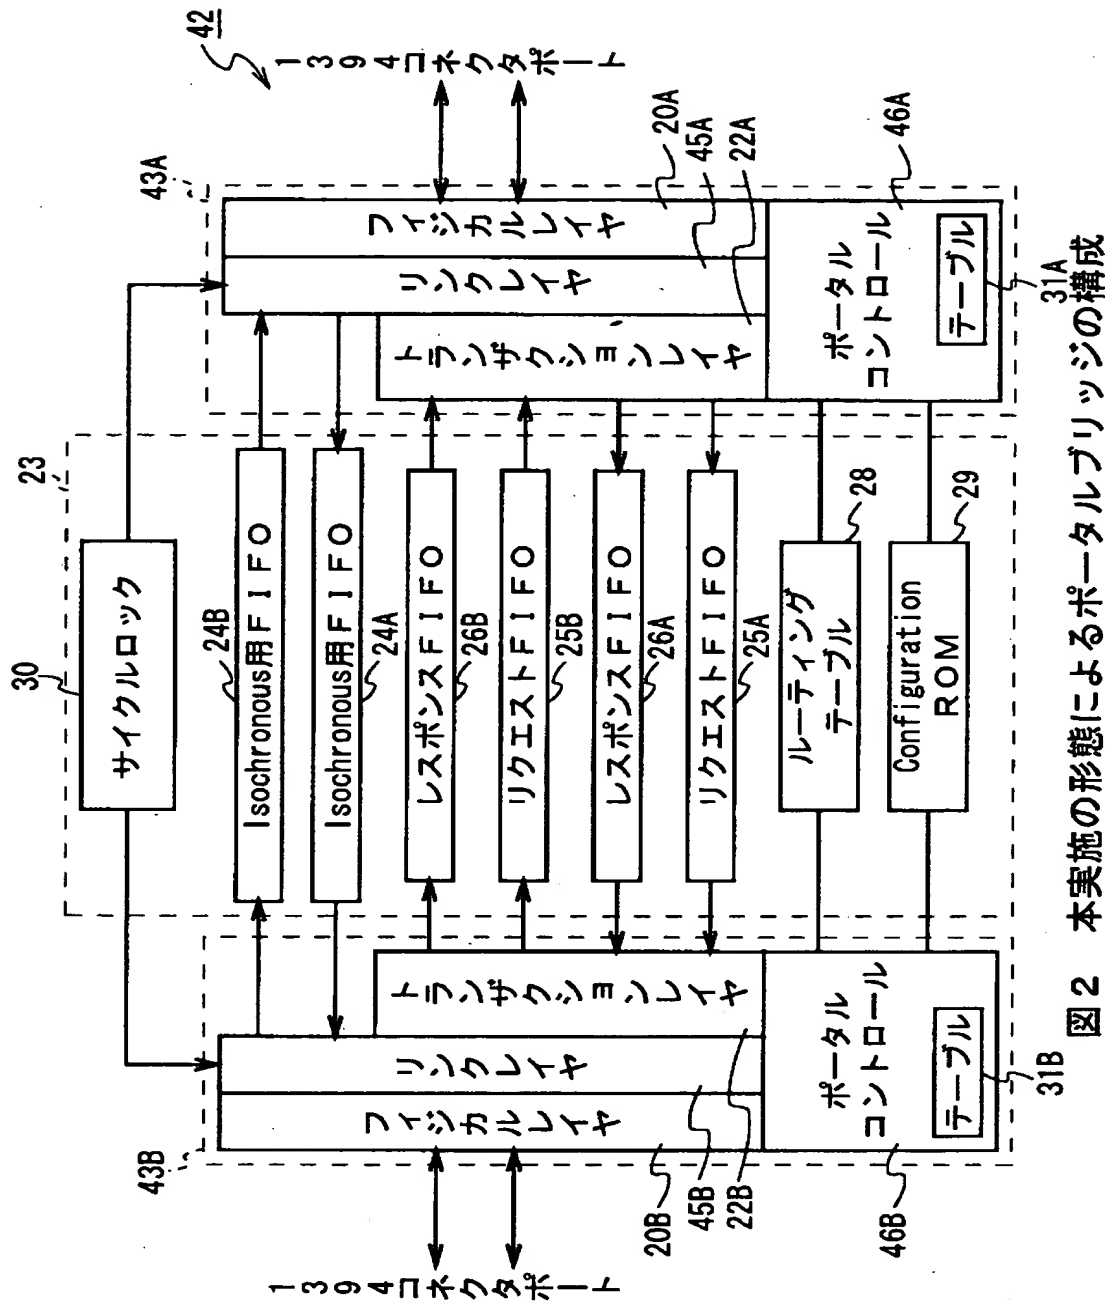 42
1394コネクタポート
43B
43A
23
30
サイクルロック
24B
Isochronous用FIFO
Isochronous用FIFO
24A
レスポンスFIFO
26B
リクエストFIFO
25B
レスポンスFIFO
26A
リクエストFIFO
25A
ルーティング
テーブル
28
Configuration
ROM
29
フィジカルレイヤ
リンクレイヤ
トランザクションレイヤ
20A
45A
22A
ポータル
コントロール
46A
テーブル
31A
フィジカルレイヤ
リンクレイヤ
トランザクションレイヤ
20B
45B
22B
ポータル
コントロール
46B
テーブル
31B
1394コネクタポート
図2 本実施の形態によるポータルブリッジの構成